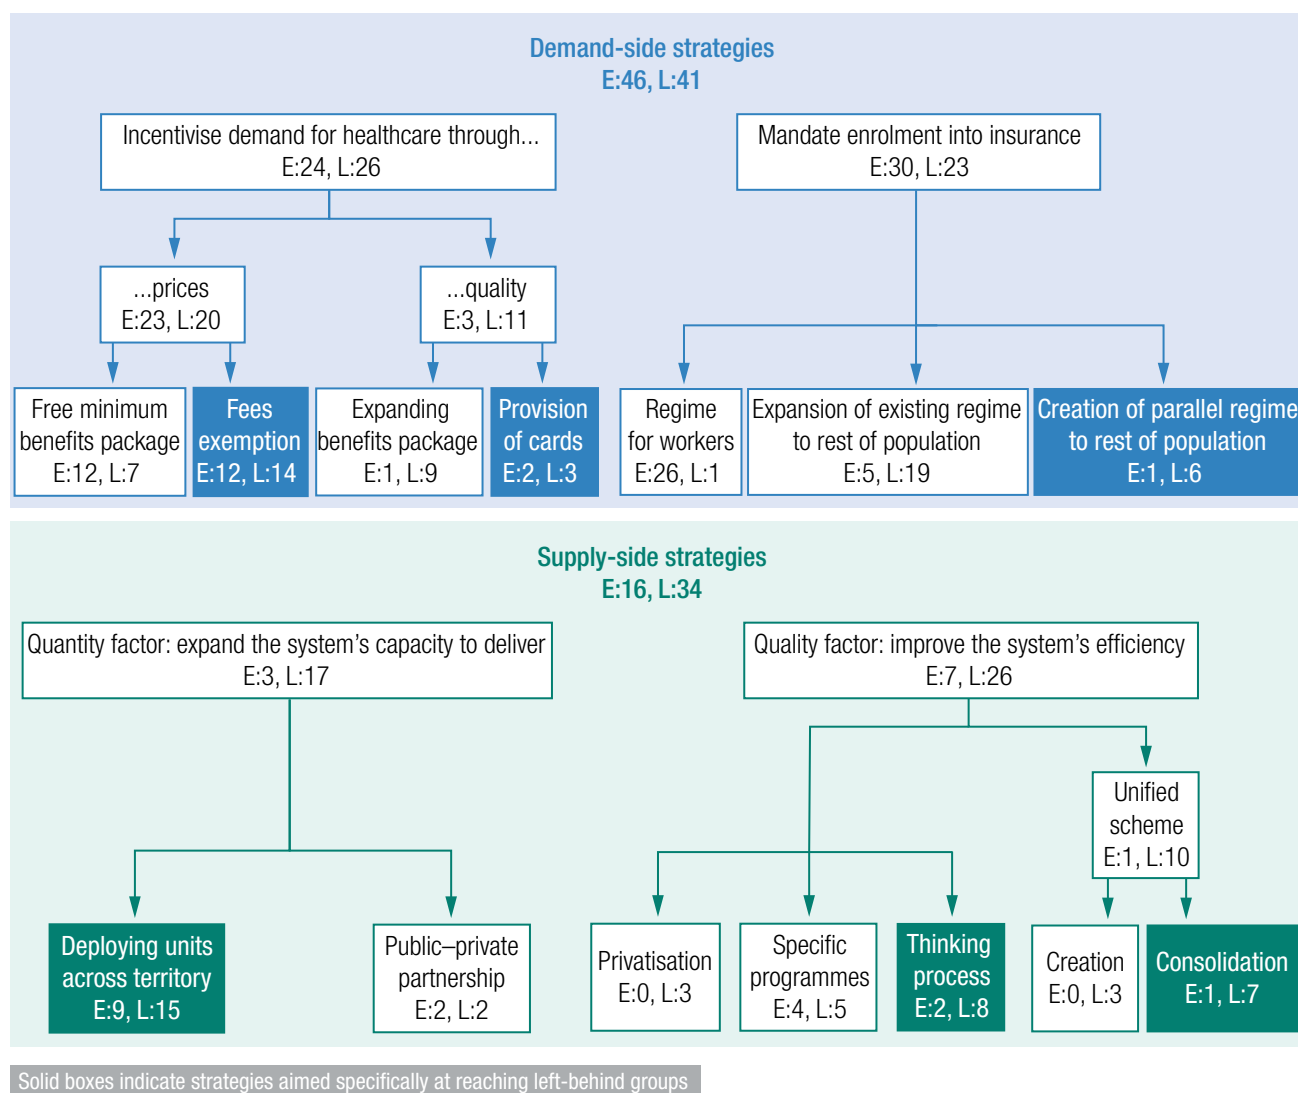 Demand-side strategies
E:46, L:41
Incentivise demand for healthcare through...
E:24, L:26
Mandate enrolment into insurance
E:30, L:23
...prices
E:23, L:20
...quality
E:3, L:11
Free minimum
benefits package
E:12, L:7
Fees
exemption
E:12, L:14
Expanding
benefits package
E:1, L:9
Provision
of cards
E:2, L:3
Regime
for workers
E:26, L:1
Expansion of existing regime
to rest of population
E:5, L:19
Creation of parallel regime
to rest of population
E:1, L:6
Supply-side strategies
E:16, L:34
Quantity factor: expand the system’s capacity to deliver
E:3, L:17
Quality factor: improve the system’s efficiency
E:7, L:26
Unified
scheme
E:1, L:10
Deploying units
across territory
E:9, L:15
Public–private
partnership
E:2, L:2
Privatisation
E:0, L:3
Specific
programmes
E:4, L:5
Thinking
process
E:2, L:8
Creation
E:0, L:3
Consolidation
E:1, L:7
Solid boxes indicate strategies aimed specifically at reaching left-behind groups